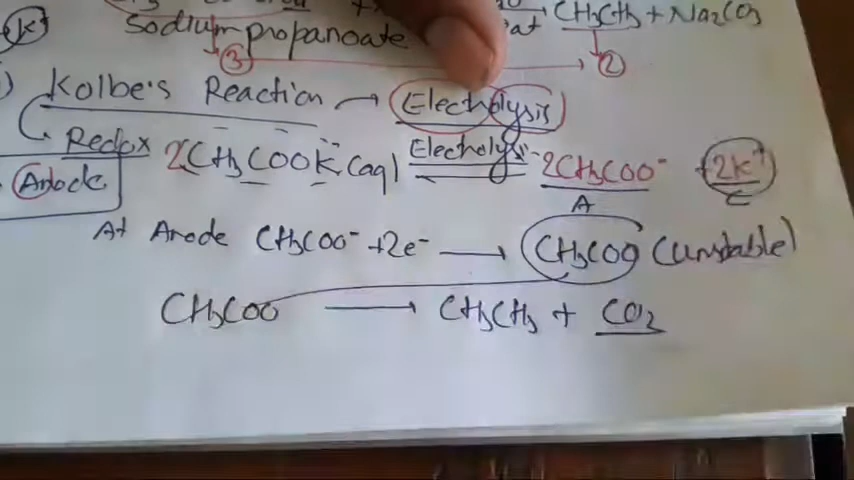 at CH3CH3 + Na2CO3
K+ Sodium propanoate
3 2
Kolbe's Reaction → Electrolysis
Redox 2CH3COOK (aq) Electrolysis 2CH3COO⁻ + 2K⁺
Anode A C
At Anode CH3COO⁻ + 2e⁻ → CH3COO (unstable)
CH3COO → CH3CH3 + CO2